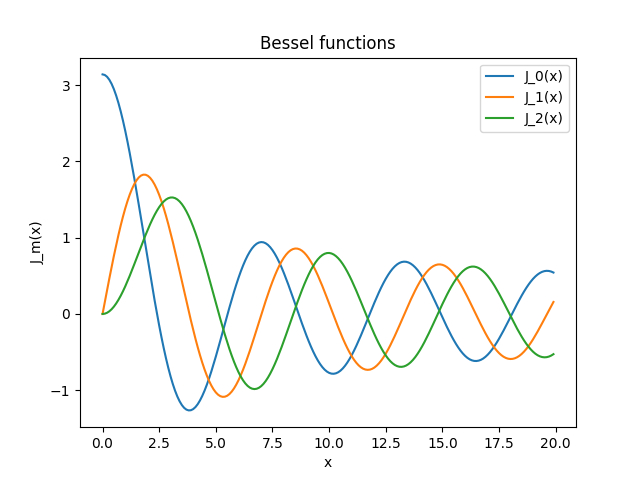 Bessel functions
J_0(x)
J_1(x)
J_2(x)
3
2
1
0
−1
J_m(x)
0.0 2.5 5.0 7.5 10.0 12.5 15.0 17.5 20.0
x